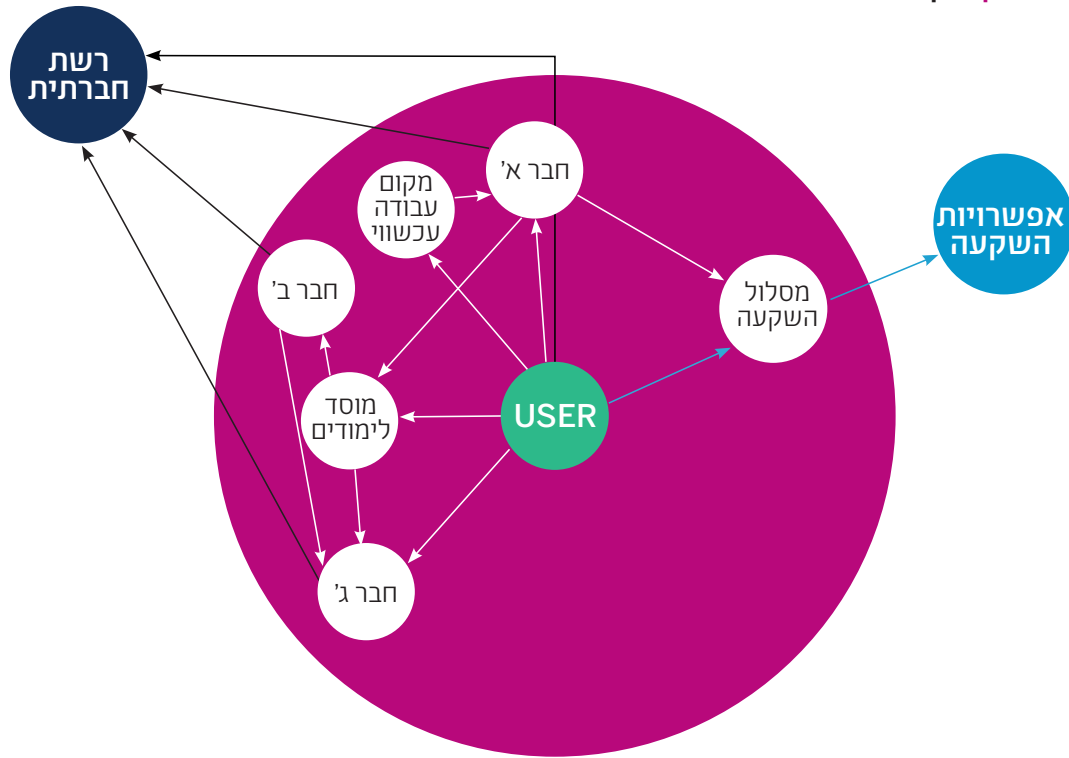 רשת
חברתית
חבר א'
מקום
עבודה
עכשווי
אפשרויות
השקעה
חבר ב'
מסלול
השקעה
מוסד
לימודים
USER
חבר ג'